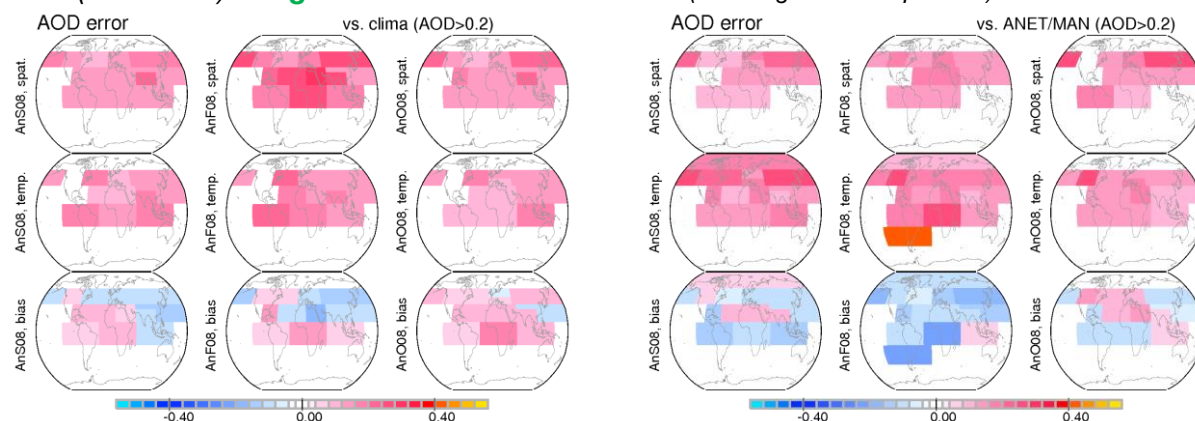 AOD error
vs. clima (AOD>0.2)
AnS08, spat.
AnF08, spat.
AnO08, spat.
AnS08, temp.
AnF08, temp.
AnO08, temp.
AnS08, bias
AnF08, bias
AnO08, bias
-0.40 0.00 0.40
AOD error
vs. ANET/MAN (AOD>0.2)
AnS08, spat.
AnF08, spat.
AnO08, spat.
AnS08, temp.
AnF08, temp.
AnO08, temp.
AnS08, bias
AnF08, bias
AnO08, bias
-0.40 0.00 0.40